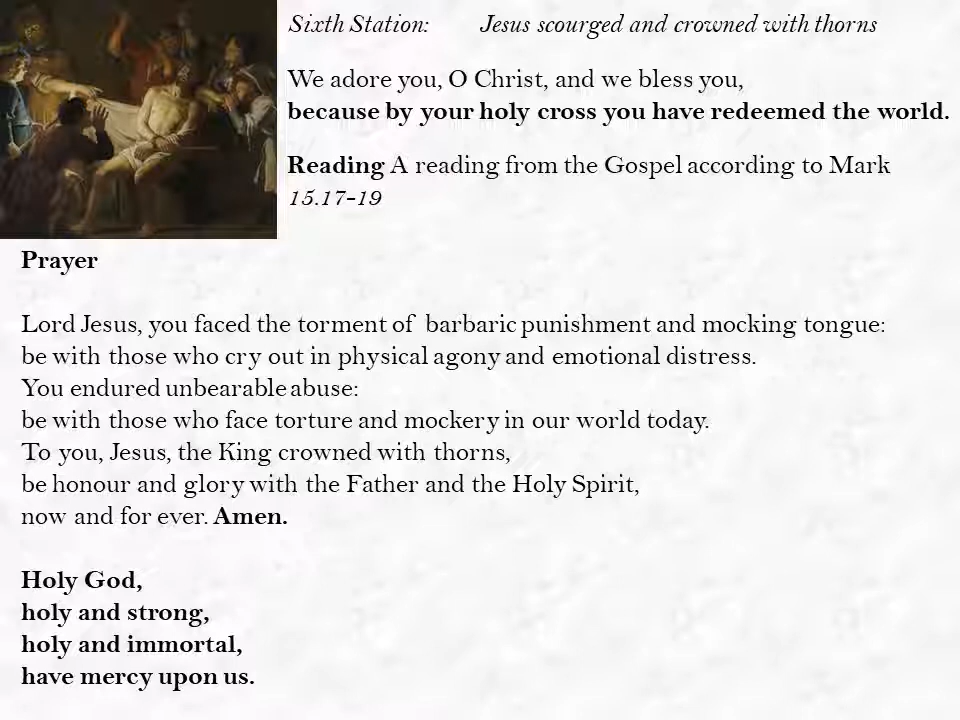 Sixth Station: Jesus scourged and crowned with thorns
We adore you, O Christ, and we bless you,
because by your holy cross you have redeemed the world.
Reading A reading from the Gospel according to Mark
15.17-19
Prayer
Lord Jesus, you faced the torment of barbaric punishment and mocking tongue:
be with those who cry out in physical agony and emotional distress.
You endured unbearable abuse:
be with those who face torture and mockery in our world today.
To you, Jesus, the King crowned with thorns,
be honour and glory with the Father and the Holy Spirit,
now and for ever. Amen.
Holy God,
holy and strong,
holy and immortal,
have mercy upon us.